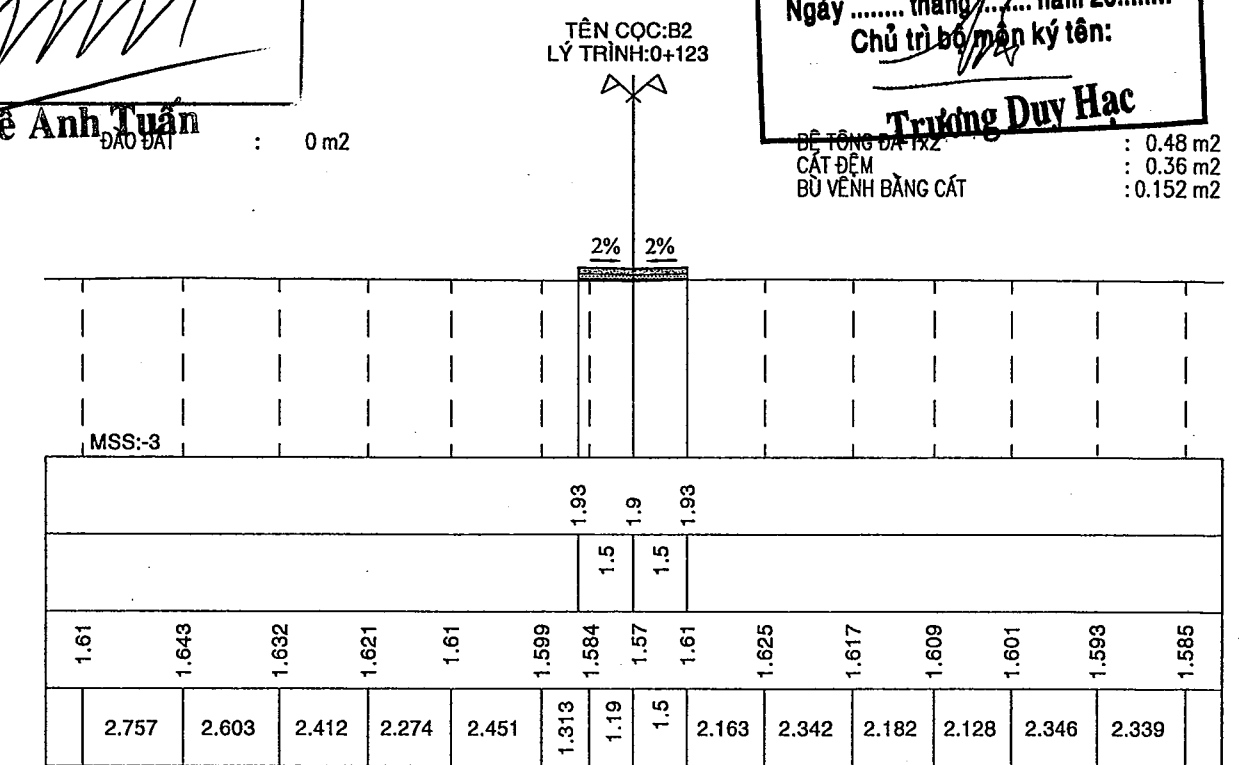 Ngày ........ tháng ........ năm 20........
Chủ trì bộ môn ký tên:
Trương Duy Hạc
Anh Tuấn
TÊN CỌC:B2
LÝ TRÌNH:0+123
ĐÀO ĐẤT : 0 m2
BÊ TÔNG ĐÁ 1x2 : 0.48 m2
CÁT ĐỆM : 0.36 m2
BÙ VÊNH BẰNG CÁT : 0.152 m2
2% 2%
MSS:-3
1.93 1.9 1.93
1.5 1.5
1.61 1.643 1.632 1.621 1.61 1.599 1.584 1.57 1.61 1.625 1.617 1.609 1.601 1.593 1.585
2.757 2.603 2.412 2.274 2.451 1.313 1.19 1.5 2.163 2.342 2.182 2.128 2.346 2.339